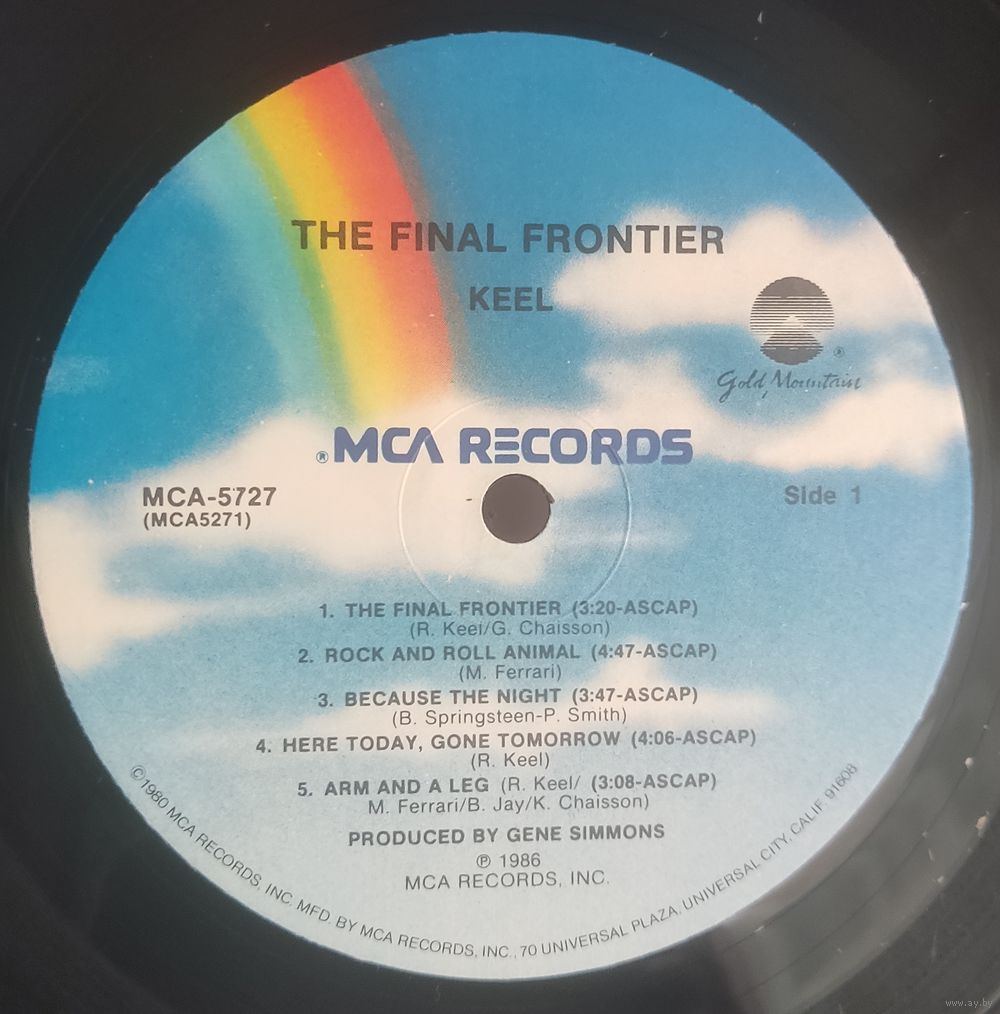 THE FINAL FRONTIER
KEEL
®
Gold Mountain
®MCA RECORDS
MCA-5727
(MCA5271)
Side 1
1. THE FINAL FRONTIER (3:20-ASCAP)
(R. Keel/G. Chaisson)
2. ROCK AND ROLL ANIMAL (4:47-ASCAP)
(M. Ferrari)
3. BECAUSE THE NIGHT (3:47-ASCAP)
(B. Springsteen-P. Smith)
4. HERE TODAY, GONE TOMORROW (4:06-ASCAP)
(R. Keel)
5. ARM AND A LEG (R. Keel/ (3:08-ASCAP)
M. Ferrari/B. Jay/K. Chaisson)
PRODUCED BY GENE SIMMONS
℗ 1986
MCA RECORDS, INC.
©1980 MCA RECORDS, INC. MFD. BY MCA RECORDS, INC., 70 UNIVERSAL PLAZA, UNIVERSAL CITY, CALIF. 91608
www.ay.by